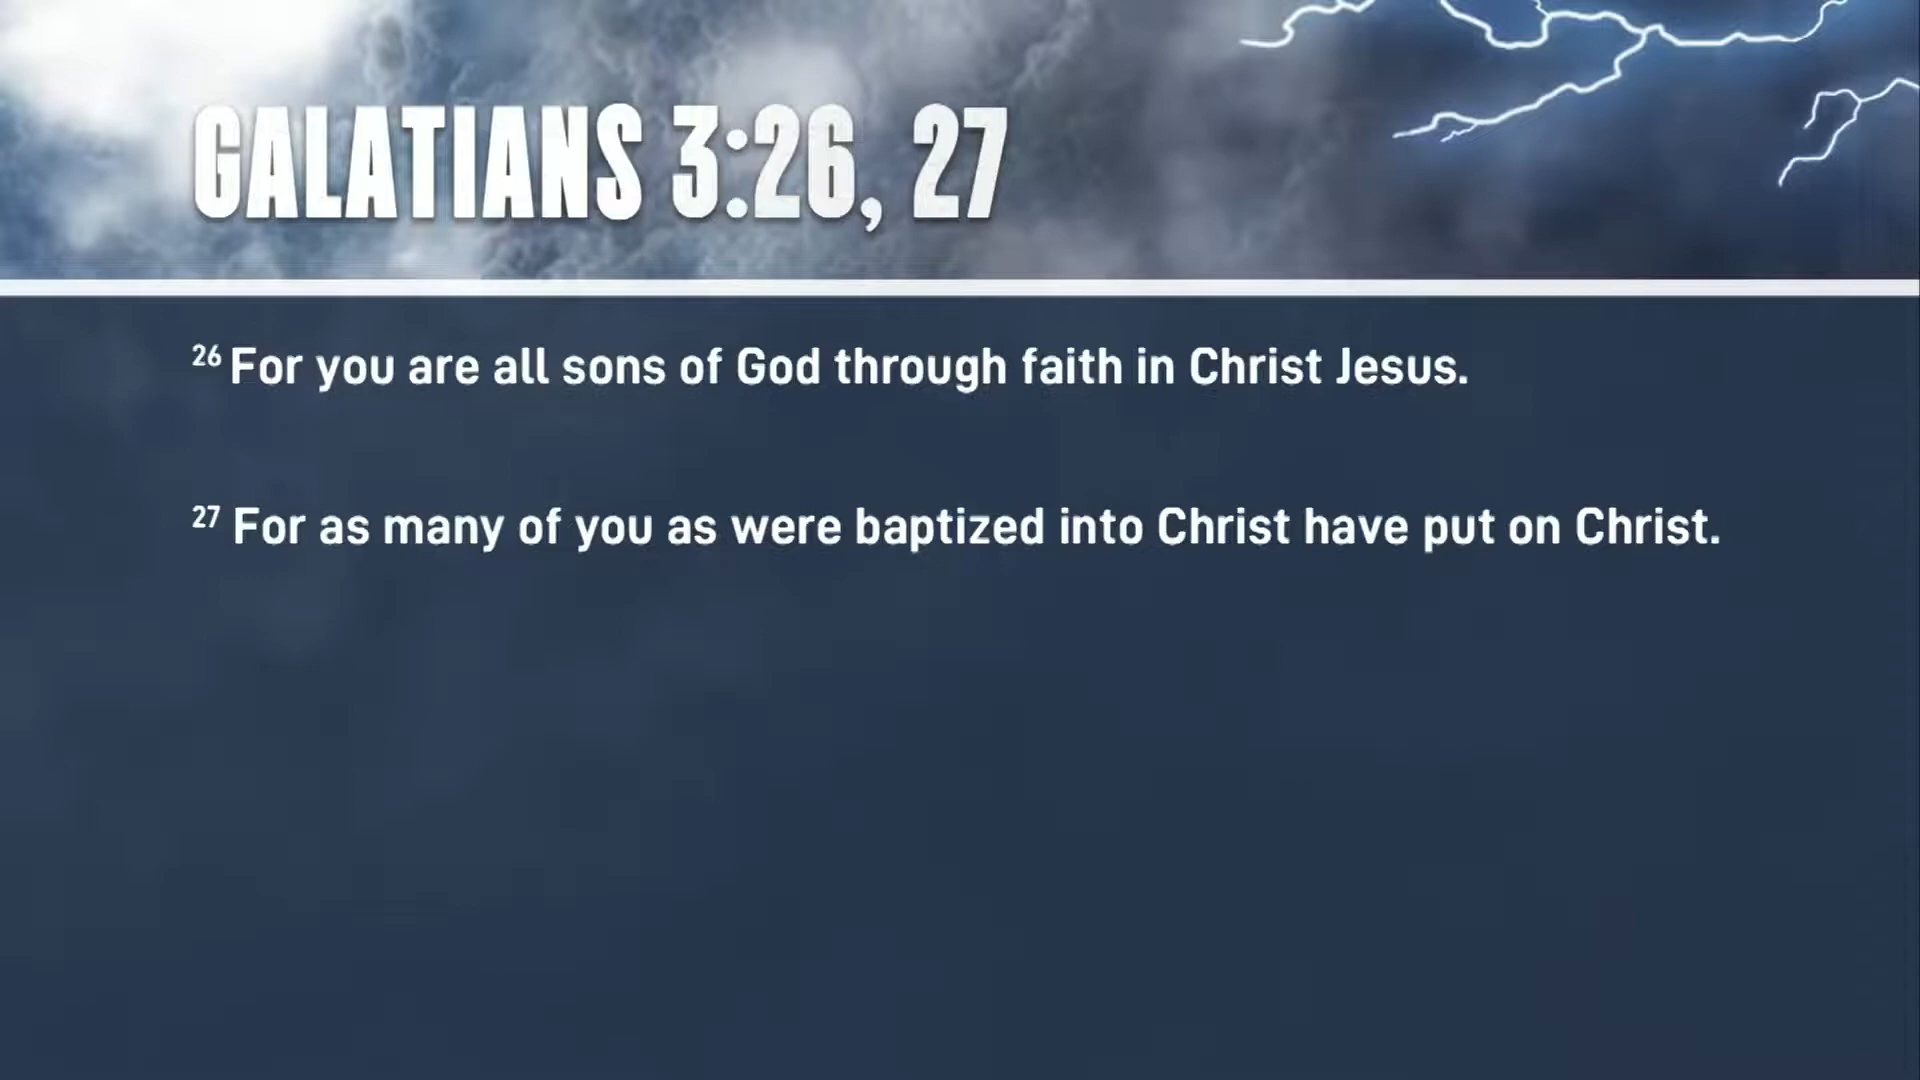 GALATIANS 3:26, 27
26 For you are all sons of God through faith in Christ Jesus.
27 For as many of you as were baptized into Christ have put on Christ.